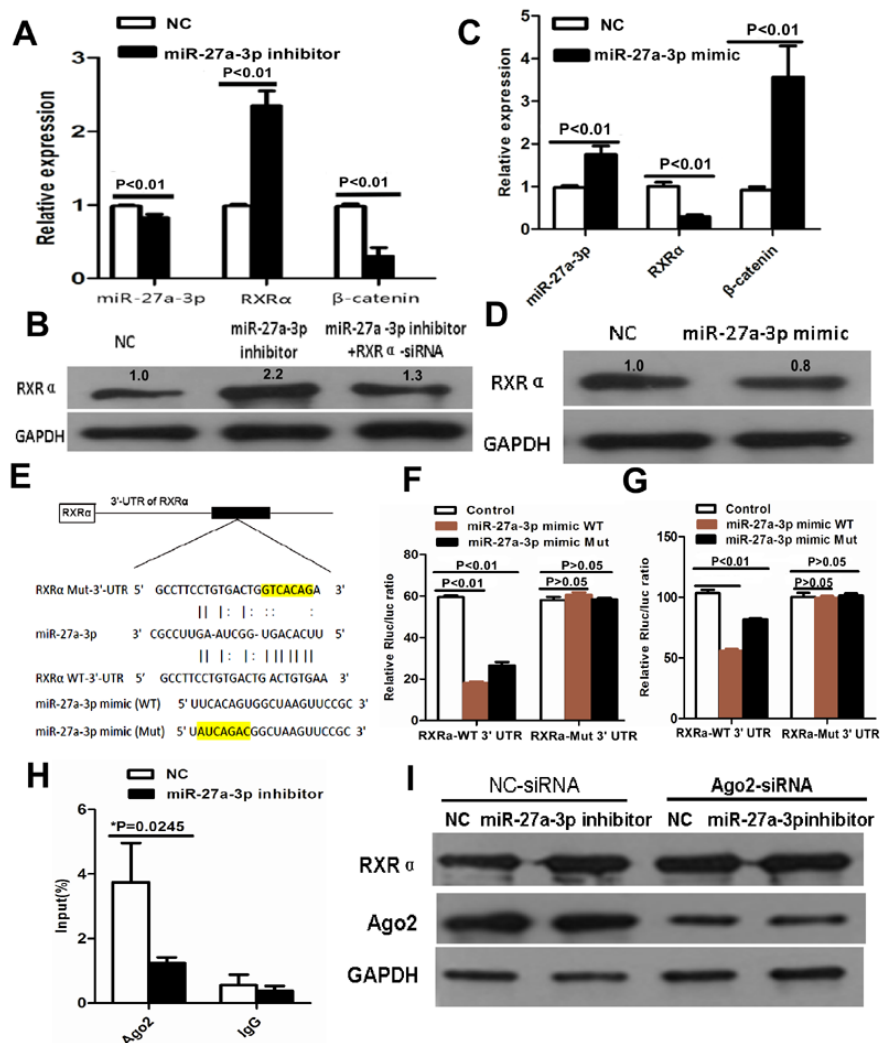 A
NC
miR-27a-3p inhibitor
Relative expression
3
2
1
0
P<0.01
P<0.01
P<0.01
miR-27a-3p
RXRα
β-catenin
C
NC
miR-27a-3p mimic
Relative expression
5
4
3
2
1
0
P<0.01
P<0.01
P<0.01
miR-27a-3p
RXRα
β-catenin
B
NC
miR-27a-3p inhibitor
miR-27a-3p inhibitor +RXRα-siRNA
RXRα
1.0 2.2 1.3
GAPDH
D
NC miR-27a-3p mimic
RXRα
1.0 0.8
GAPDH
E
RXRα 3'-UTR of RXRα
RXRα Mut-3'-UTR 5' GCCTTCCTGTGACTGGTCACAGA 3'
miR-27a-3p 3' CGCCUUGA-AUCGG-UGACACUU 5'
RXRα WT-3'-UTR 5' GCCTTCCTGTGACTG ACTGTGAA 3'
miR-27a-3p mimic (WT) 5' UUCACAGUGGCUAAGUUCCGC 3'
miR-27a-3p mimic (Mut) 5' UAUCAGACGGCUAAGUUCCGC 3'
F
Control
miR-27a-3p mimic WT
miR-27a-3p mimic Mut
Relative Rluc/luc ratio
80
60
40
20
0
P<0.01
P<0.01
P>0.05
P>0.05
RXRa-WT 3' UTR RXRa-Mut 3' UTR
G
Control
miR-27a-3p mimic WT
miR-27a-3p mimic Mut
Relative Rluc/luc ratio
150
100
50
0
P<0.01
P>0.05
P>0.05
RXRa-WT 3' UTR RXRa-Mut 3' UTR
H
NC
miR-27a-3p inhibitor
Input(%)
6
4
2
0
*P=0.0245
Ago2
IgG
I
NC-siRNA Ago2-siRNA
NC miR-27a-3p inhibitor NC miR-27a-3pinhibitor
RXRα
Ago2
GAPDH